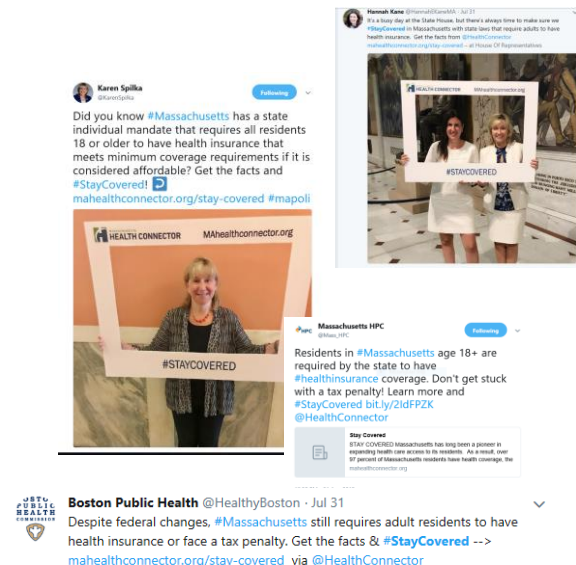 Hannah Kane @HannahEKaneMA · Jul 31
It's a busy day at the State House, but there's always time to make sure we
#StayCovered in Massachusetts with state laws that require adults to have
health insurance. Get the facts from @HealthConnector
mahealthconnector.org/stay-covered – at House Of Representatives
HEALTH CONNECTOR MAhealthconnector.org
#STAYCOVERED
Karen Spilka
@KarenSpilka
Following
Did you know #Massachusetts has a state
individual mandate that requires all residents
18 or older to have health insurance that
meets minimum coverage requirements if it is
considered affordable? Get the facts and
#StayCovered!
mahealthconnector.org/stay-covered #mapoli
HEALTH CONNECTOR MAhealthconnector.org
#STAYCOVERED
HPC
Massachusetts HPC
@Mass_HPC
Following
Residents in #Massachusetts age 18+ are
required by the state to have
#healthinsurance coverage. Don't get stuck
with a tax penalty! Learn more and
#StayCovered bit.ly/2IdFPZK
@HealthConnector
Stay Covered
STAY COVERED Massachusetts has long been a pioneer in
expanding health care access to its residents. As a result, over
97 percent of Massachusetts residents have health coverage, the
mahealthconnector.org
PUBLIC
HEALTH
COMMISSION
Boston Public Health @HealthyBoston · Jul 31
Despite federal changes, #Massachusetts still requires adult residents to have
health insurance or face a tax penalty. Get the facts & #StayCovered -->
mahealthconnector.org/stay-covered via @HealthConnector